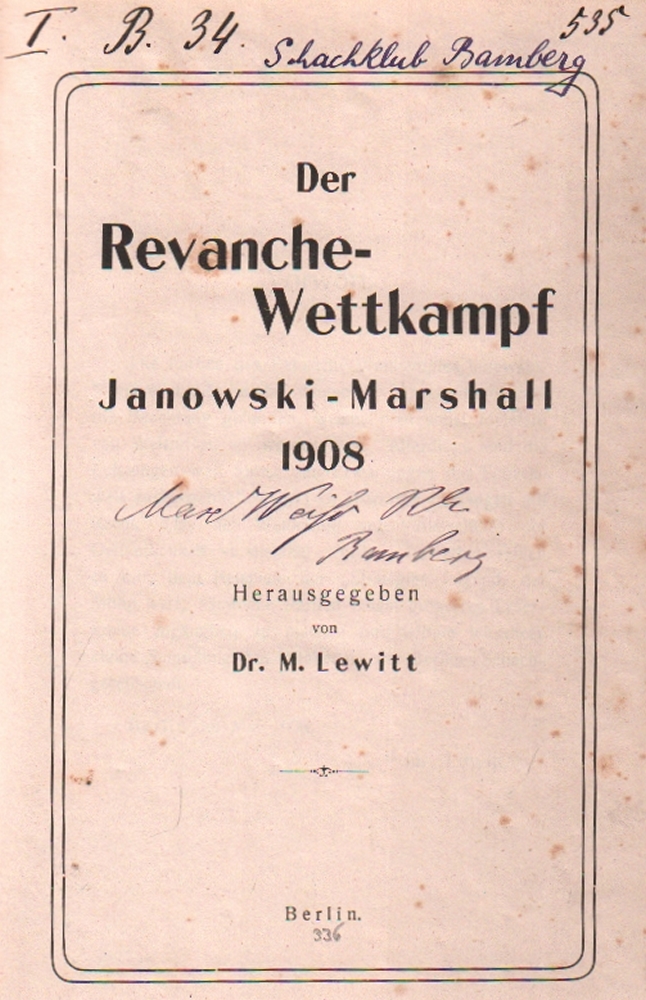 I. B. 34. 535
Schachklub Bamberg
Der
Revanche-
Wettkampf
Janowski-Marshall
1908
Max Weiß
Bamberg
Herausgegeben
von
Dr. M. Lewitt
Berlin.
336